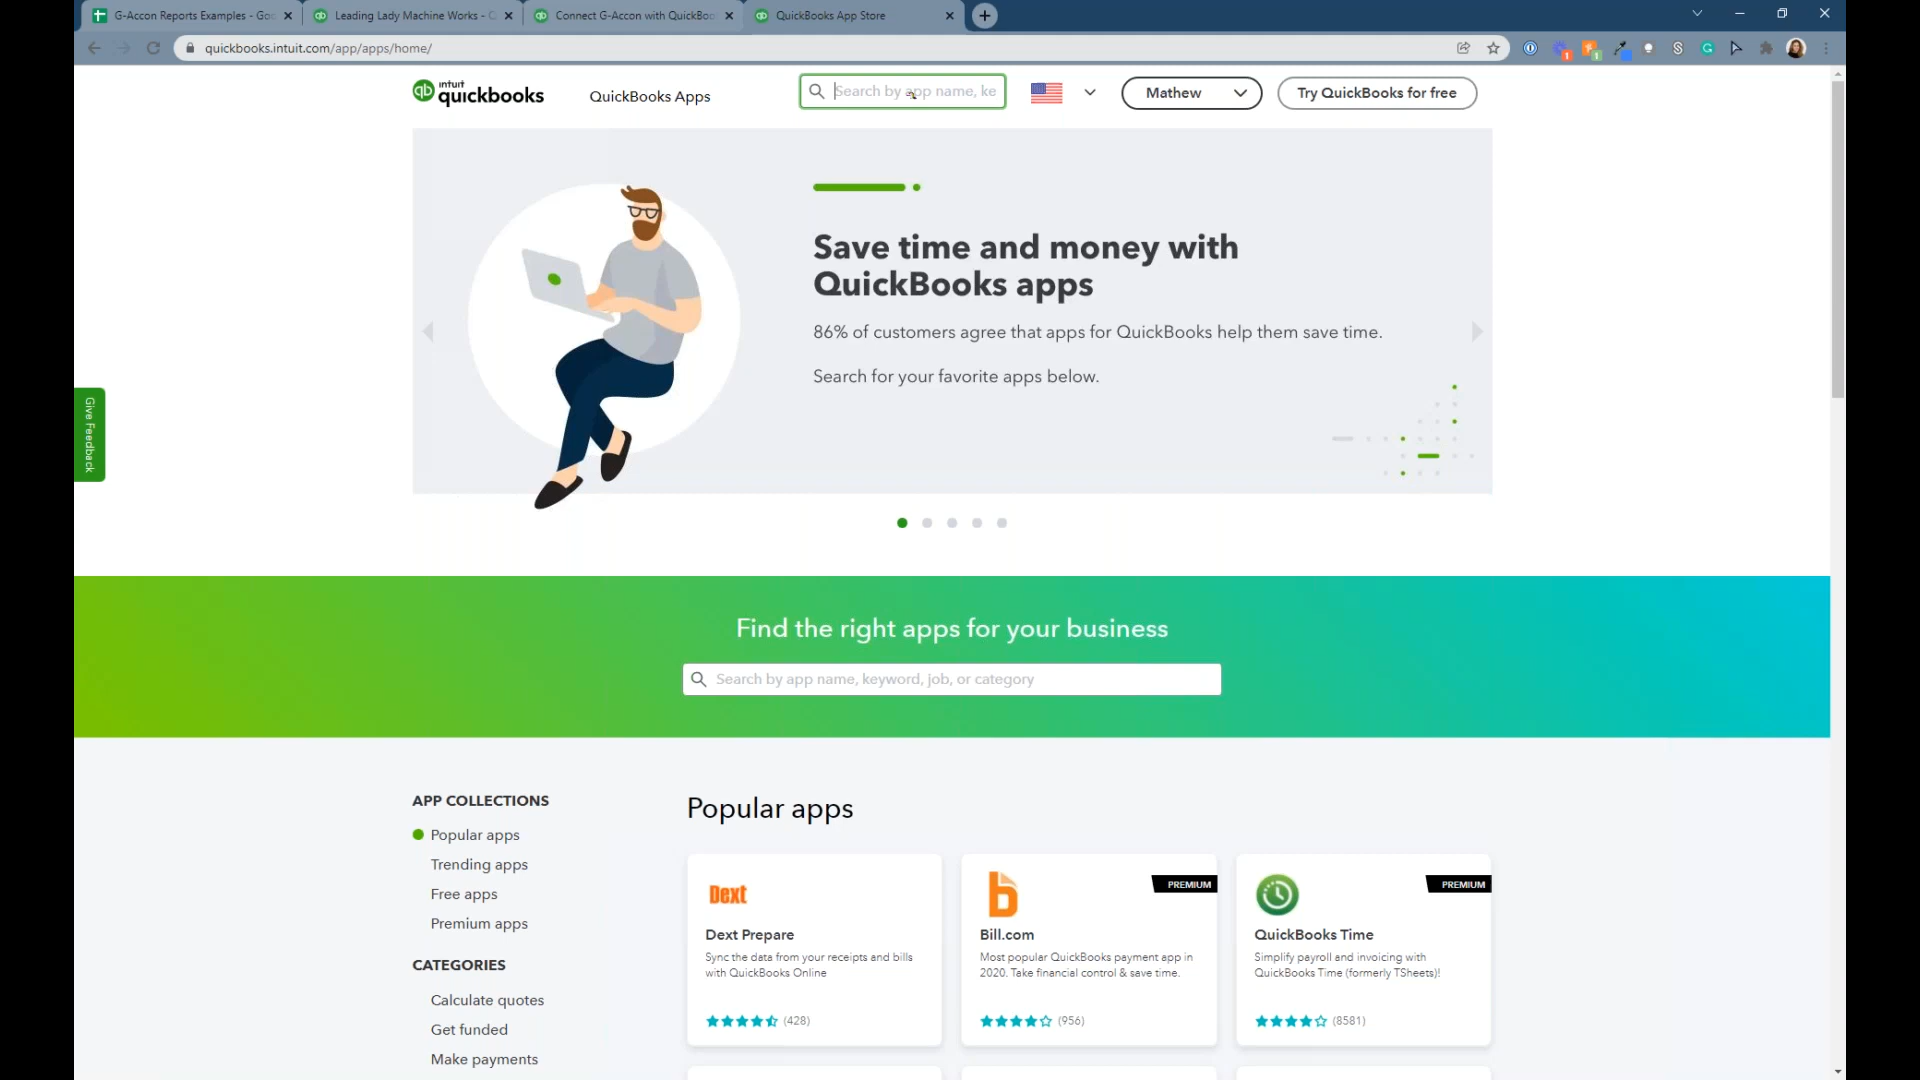 G-Accon Reports Examples - Goo
Leading Lady Machine Works - Q
Connect G-Accon with QuickBoo
QuickBooks App Store
quickbooks.intuit.com/app/apps/home/
intuit
quickbooks
QuickBooks Apps
Search by app name, ke
Mathew
Try QuickBooks for free
Save time and money with
QuickBooks apps
86% of customers agree that apps for QuickBooks help them save time.
Search for your favorite apps below.
Give Feedback
Find the right apps for your business
Search by app name, keyword, job, or category
APP COLLECTIONS
Popular apps
Trending apps
Free apps
Premium apps
CATEGORIES
Calculate quotes
Get funded
Make payments
Popular apps
Dext
Dext Prepare
Sync the data from your receipts and bills
with QuickBooks Online
(428)
PREMIUM
Bill.com
Most popular QuickBooks payment app in
2020. Take financial control & save time.
(956)
PREMIUM
QuickBooks Time
Simplify payroll and invoicing with
QuickBooks Time (formerly TSheets)!
(8581)